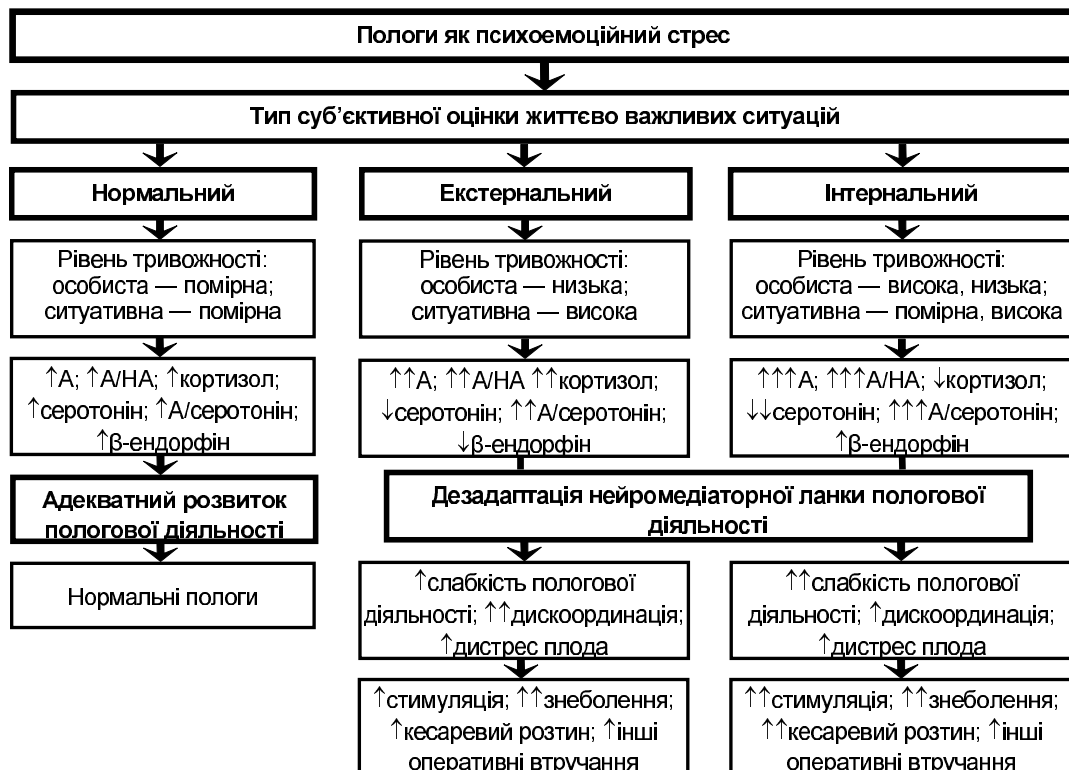 Пологи як психоемоційний стрес
Тип суб’єктивної оцінки життєво важливих ситуацій
Нормальний
Екстернальний
Інтернальний
Рівень тривожності:
особиста — помірна;
ситуативна — помірна
Рівень тривожності:
особиста — низька;
ситуативна — висока
Рівень тривожності:
особиста — висока, низька;
ситуативна — помірна, висока
↑А; ↑А/НА; ↑кортизол;
↑серотонін; ↑А/серотонін;
↑β-ендорфін
↑↑А; ↑↑А/НА ↑↑кортизол;
↓серотонін; ↑↑А/серотонін;
↓β-ендорфін
↑↑↑А; ↑↑↑А/НА; ↓кортизол;
↓↓серотонін; ↑↑↑А/серотонін;
↑β-ендорфін
Адекватний розвиток
пологової діяльності
Дезадаптація нейромедіаторної ланки пологової
діяльності
Нормальні пологи
↑слабкість пологової
діяльності; ↑↑дискоординація;
↑дистрес плода
↑↑слабкість пологової
діяльності; ↑дискоординація;
↑дистрес плода
↑стимуляція; ↑↑знеболення;
↑кесаревий розтин; ↑інші
оперативні втручання
↑↑стимуляція; ↑↑знеболення;
↑↑кесаревий розтин; ↑інші
оперативні втручання